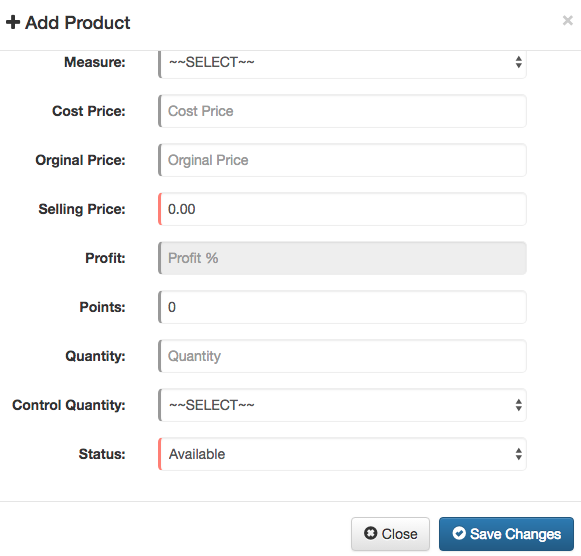 Add Product ×
Measure: ~~SELECT~~
Cost Price: Cost Price
Orginal Price: Orginal Price
Selling Price: 0.00
Profit: Profit %
Points: 0
Quantity: Quantity
Control Quantity: ~~SELECT~~
Status: Available
Close Save Changes